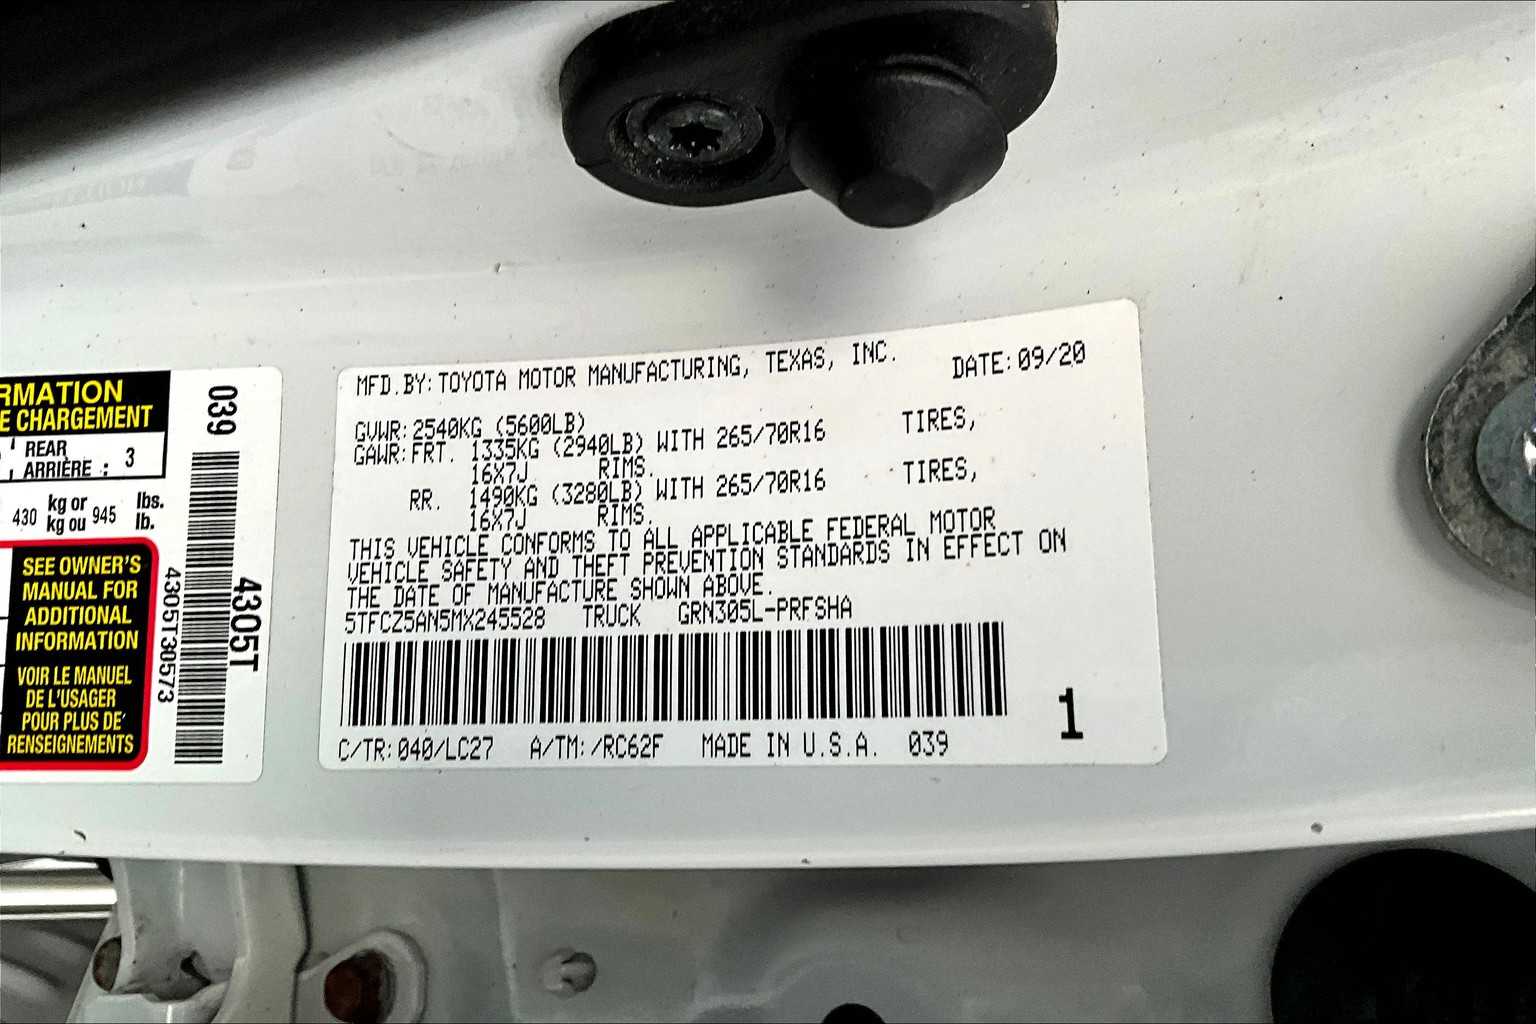 RMATION
E CHARGEMENT
REAR
ARRIÈRE : 3
430 kg or 945 lbs.
kg ou lb.
SEE OWNER'S
MANUAL FOR
ADDITIONAL
INFORMATION
VOIR LE MANUEL
DE L'USAGER
POUR PLUS DE
RENSEIGNEMENTS
039
4305T
4305T30573
MFD.BY:TOYOTA MOTOR MANUFACTURING, TEXAS, INC. DATE:09/20
GVWR:2540KG (5600LB)
GAWR:FRT. 1335KG (2940LB) WITH 265/70R16 TIRES,
16X7J RIMS.
RR. 1490KG (3280LB) WITH 265/70R16 TIRES,
16X7J RIMS.
THIS VEHICLE CONFORMS TO ALL APPLICABLE FEDERAL MOTOR
VEHICLE SAFETY AND THEFT PREVENTION STANDARDS IN EFFECT ON
THE DATE OF MANUFACTURE SHOWN ABOVE.
5TFCZ5AN5MX245528 TRUCK GRN305L-PRFSHA
1
C/TR:040/LC27 A/TM:/RC62F MADE IN U.S.A. 039